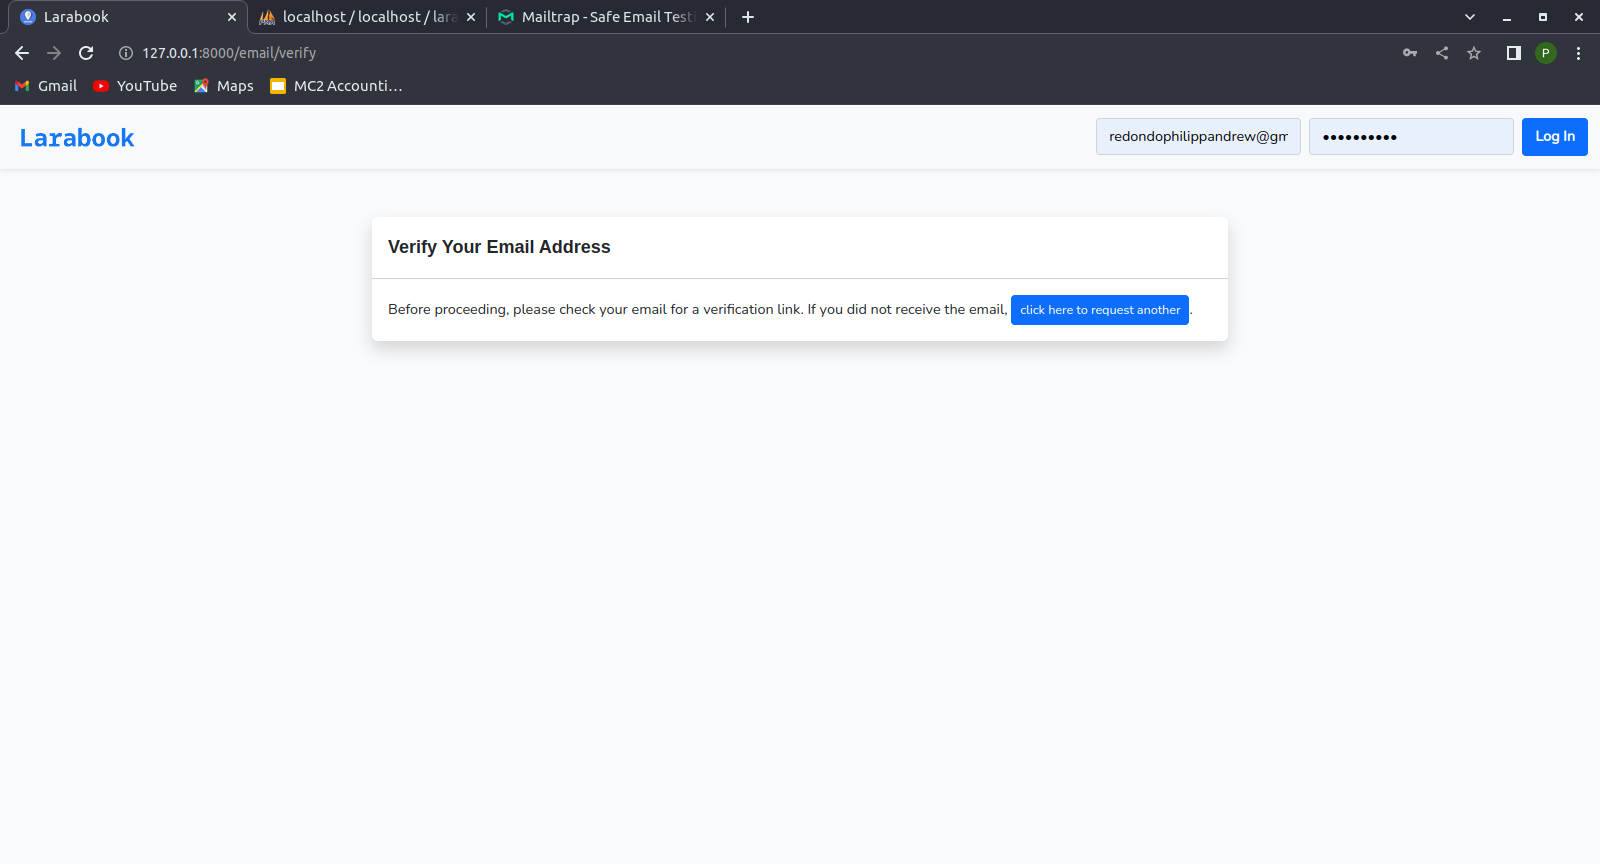 Larabook
localhost / localhost / lara
Mailtrap - Safe Email Testi
127.0.0.1:8000/email/verify
P
Gmail
YouTube
Maps
MC2 Accounti...
Larabook
redondophilippandrew@gm
••••••••••
Log In
Verify Your Email Address
Before proceeding, please check your email for a verification link. If you did not receive the email, click here to request another.